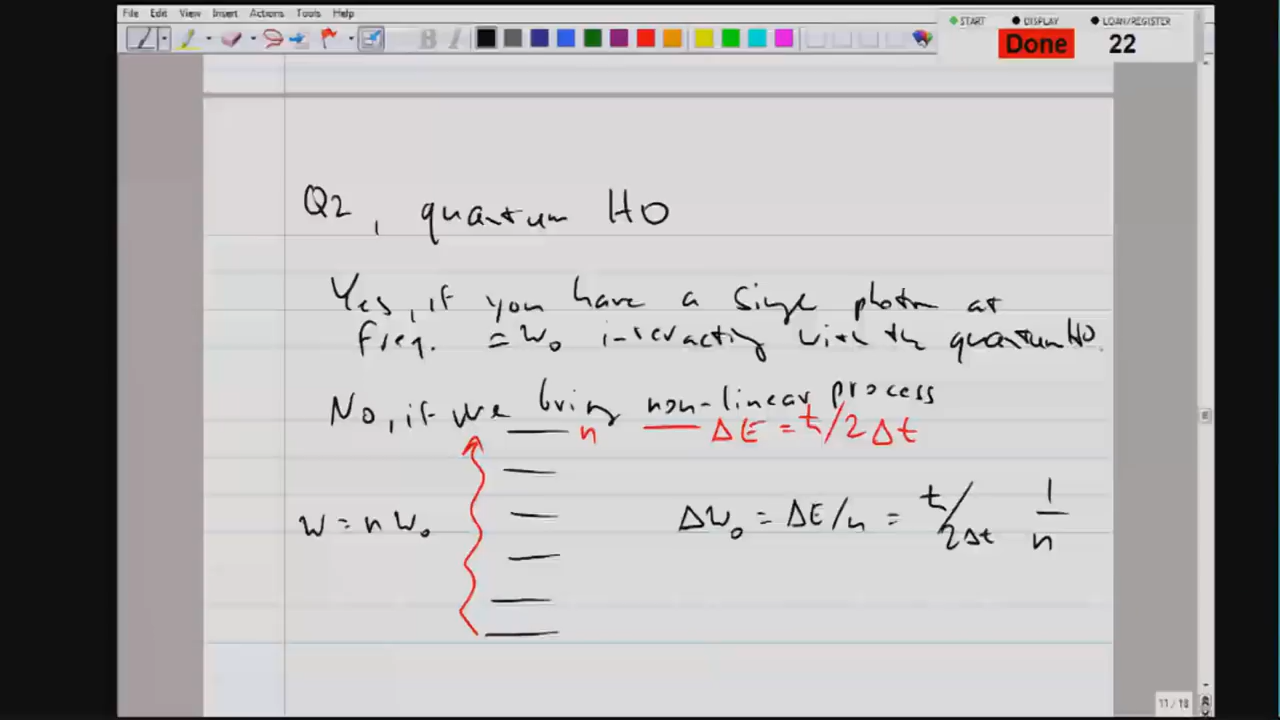 File Edit View Insert Actions Tools Help
START DISPLAY LOAN/REGISTER
Done 22
B I
Q2, quantum HO
Yes, if you have a single photon at
freq. = ω₀ interacting with the quantum HO.
No, if we bring non-linear process
n ΔE = ħ/2Δt
ω = n ω₀ Δω₀ = ΔE/n = ħ/2Δt 1/n
11 / 18